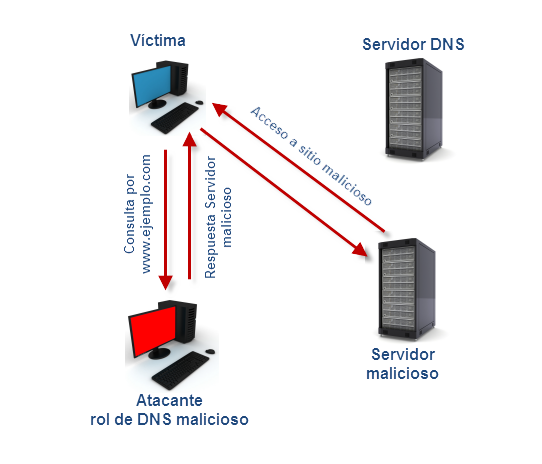 Víctima
Servidor DNS
Acceso a sitio malicioso
Consulta por
www.ejemplo.com
Respuesta Servidor
malicioso
Servidor
malicioso
Atacante
rol de DNS malicioso